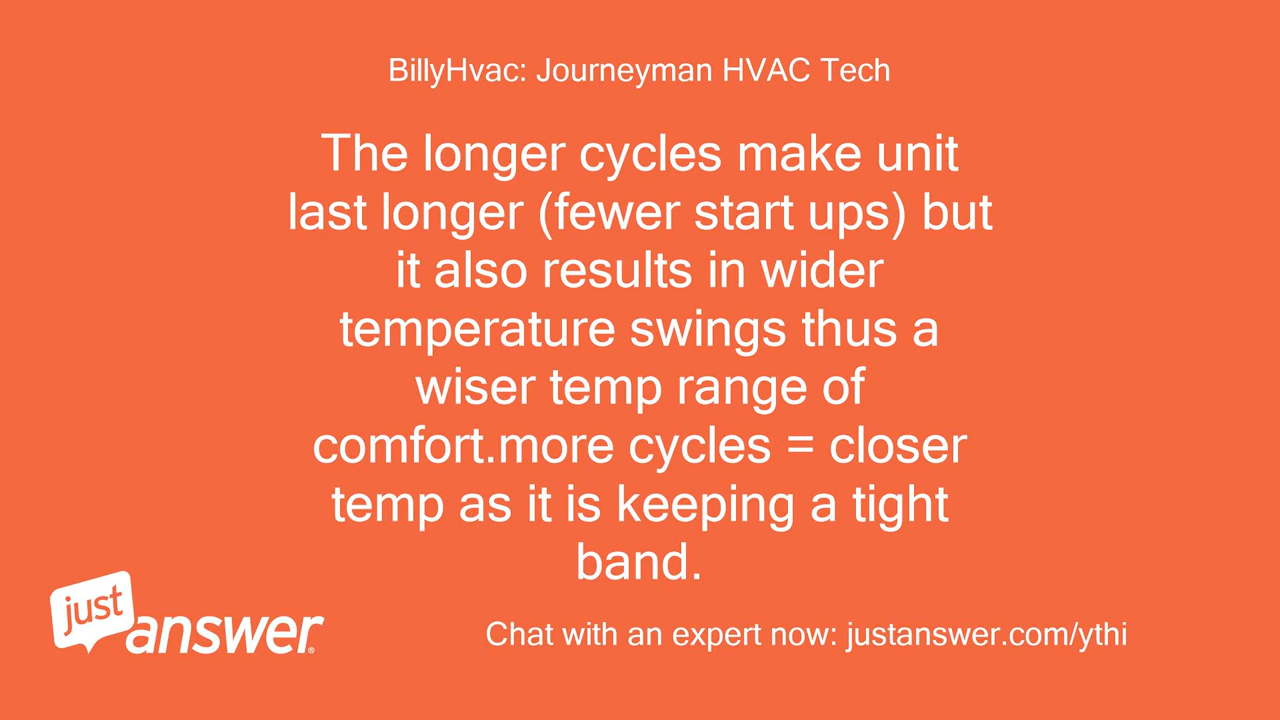 BillyHvac: Journeyman HVAC Tech
The longer cycles make unit
last longer (fewer start ups) but
it also results in wider
temperature swings thus a
wiser temp range of
comfort.more cycles = closer
temp as it is keeping a tight
band.
just
answer®
Chat with an expert now: justanswer.com/ythi